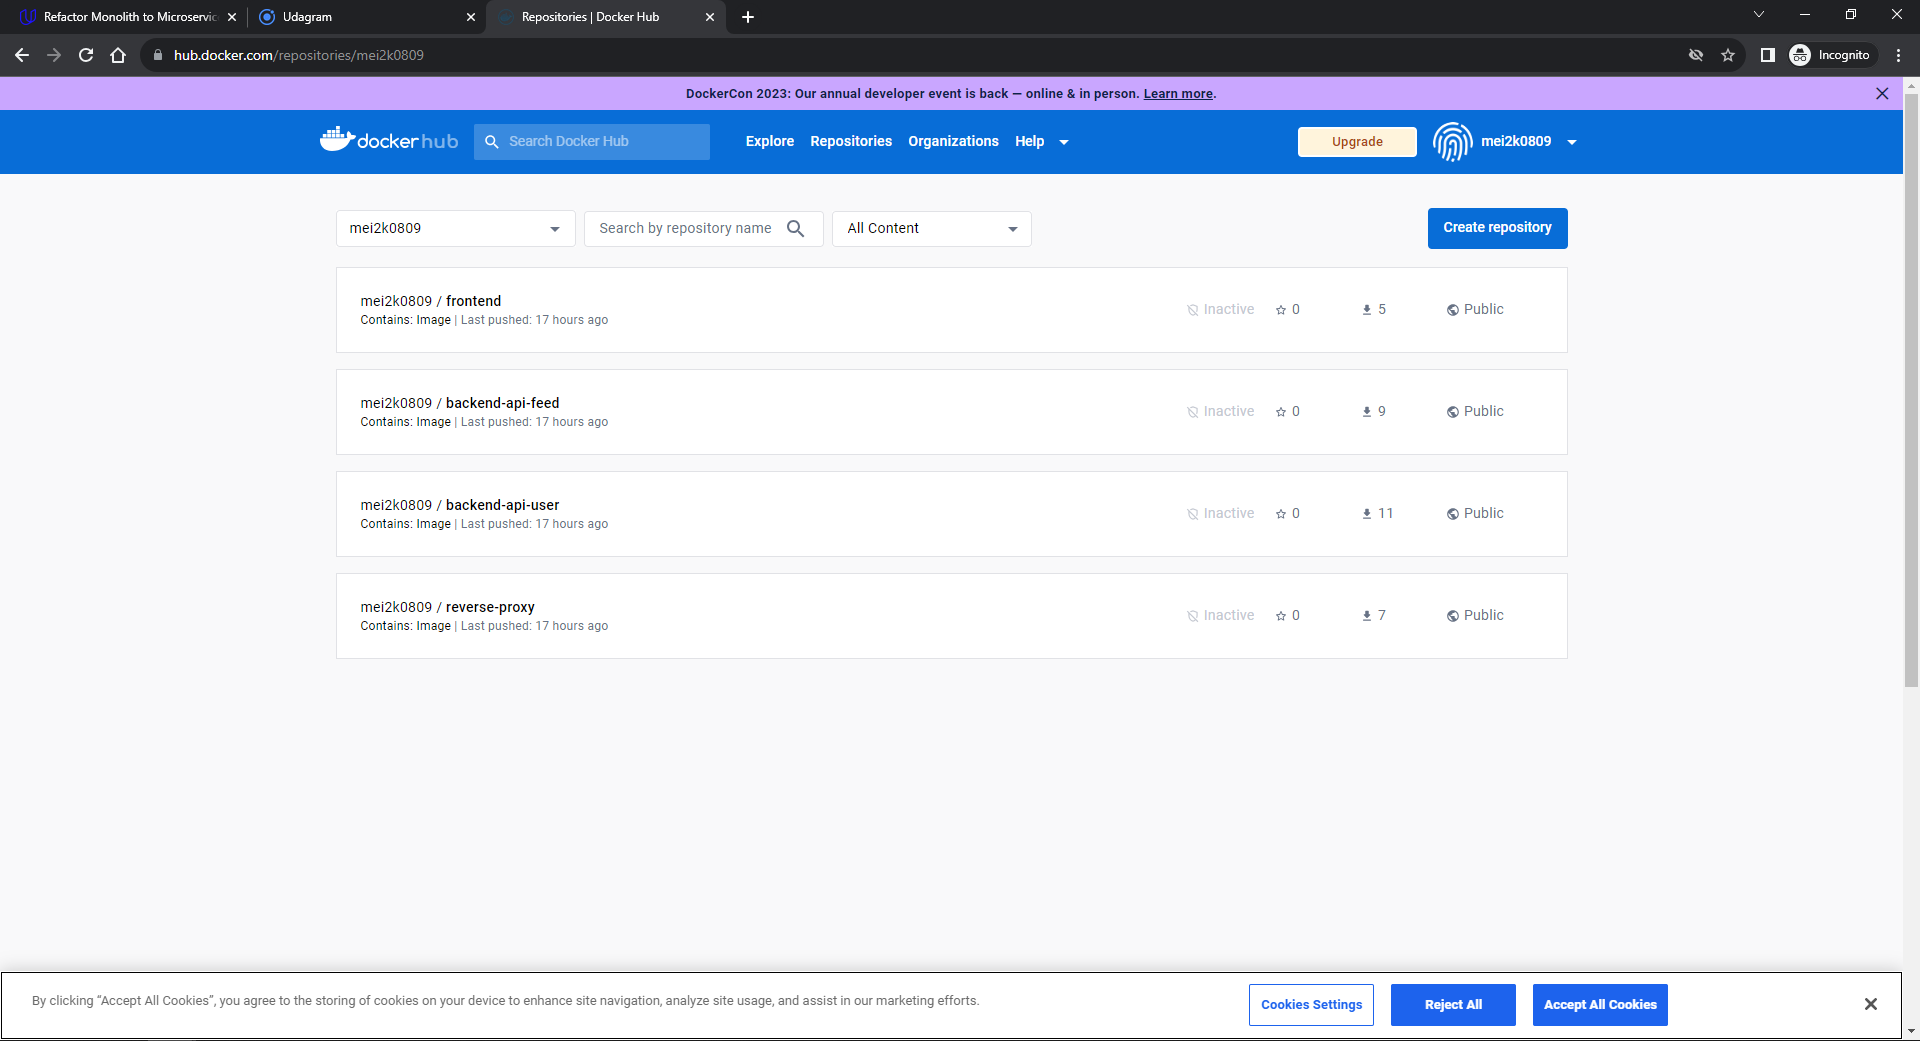 Refactor Monolith to Microservic
Udagram
Repositories | Docker Hub
hub.docker.com/repositories/mei2k0809
Incognito
DockerCon 2023: Our annual developer event is back — online & in person. Learn more.
docker hub
Search Docker Hub
Explore
Repositories
Organizations
Help
Upgrade
mei2k0809
mei2k0809
Search by repository name
All Content
Create repository
mei2k0809 / frontend
Contains: Image | Last pushed: 17 hours ago
Inactive
0
5
Public
mei2k0809 / backend-api-feed
Contains: Image | Last pushed: 17 hours ago
Inactive
0
9
Public
mei2k0809 / backend-api-user
Contains: Image | Last pushed: 17 hours ago
Inactive
0
11
Public
mei2k0809 / reverse-proxy
Contains: Image | Last pushed: 17 hours ago
Inactive
0
7
Public
By clicking “Accept All Cookies”, you agree to the storing of cookies on your device to enhance site navigation, analyze site usage, and assist in our marketing efforts.
Cookies Settings
Reject All
Accept All Cookies